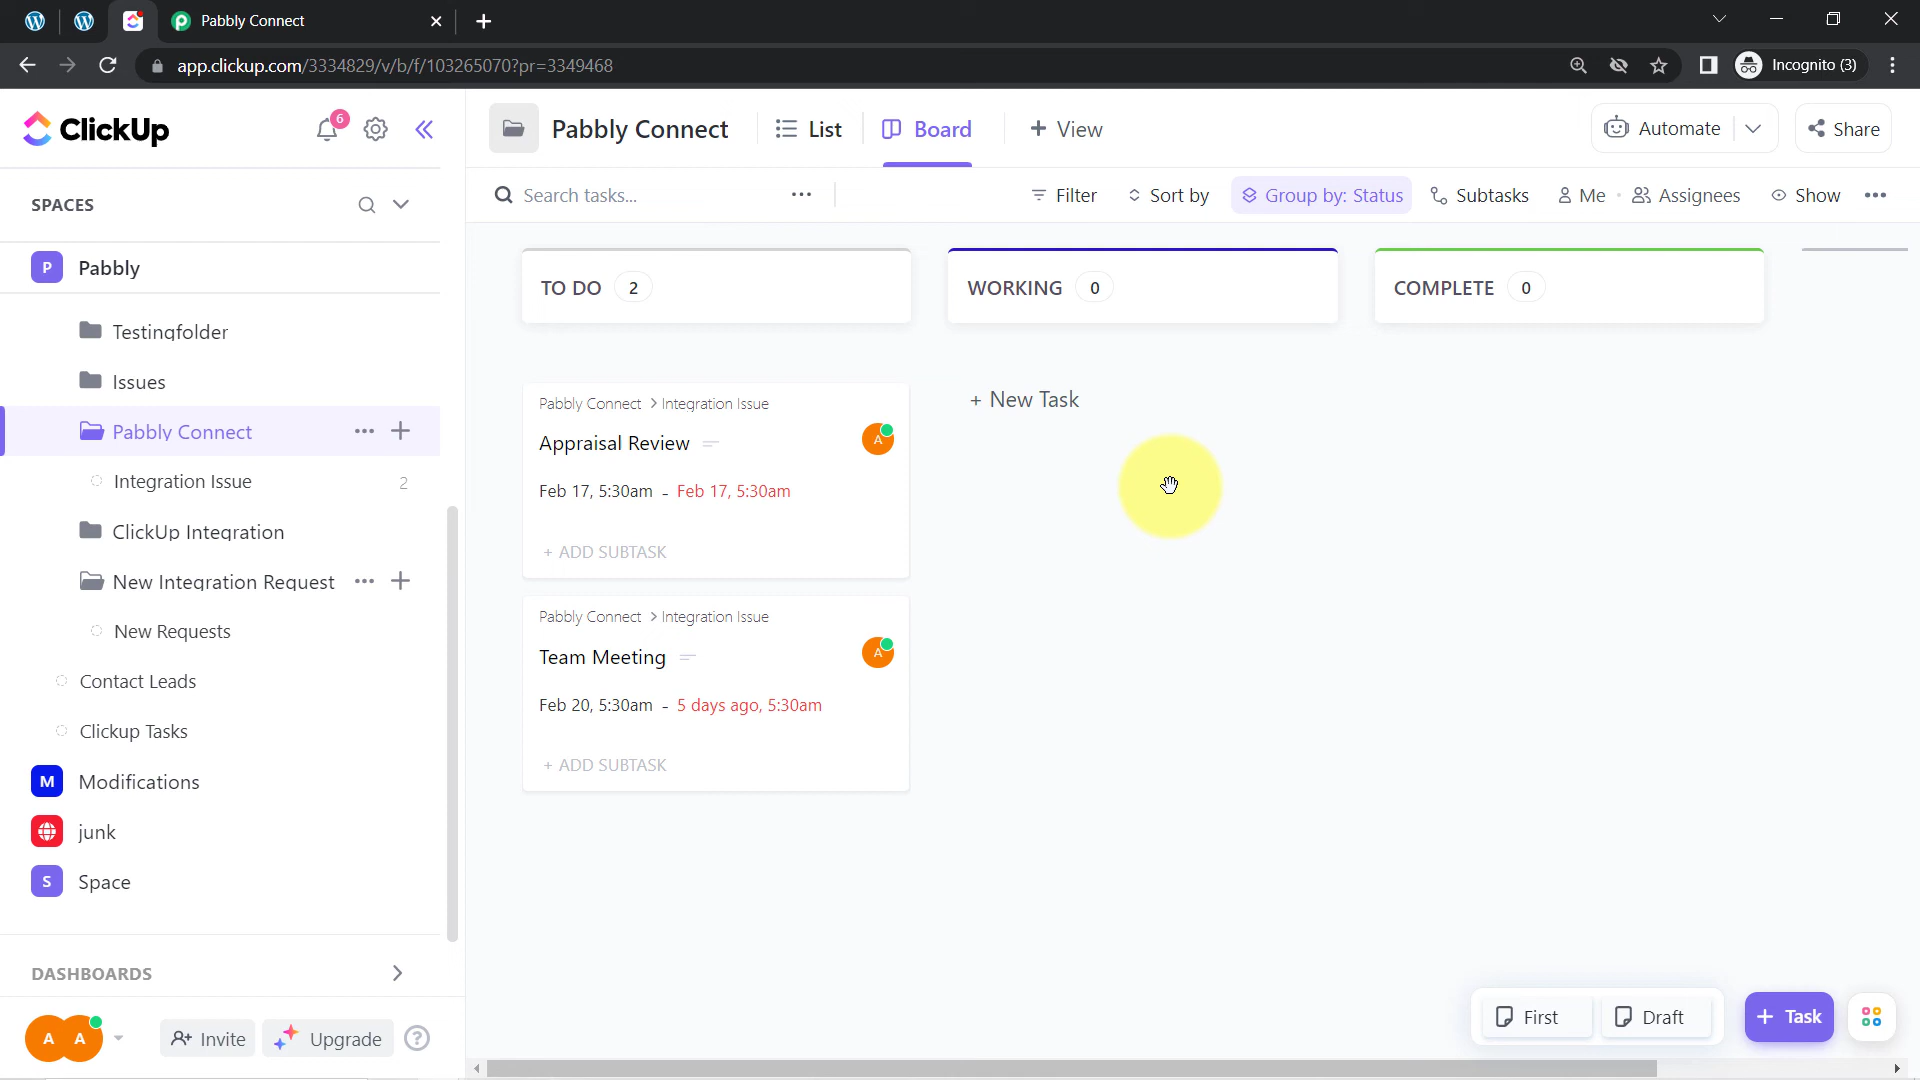 Pabbly Connect
app.clickup.com/3334829/v/b/f/103265070?pr=3349468
Incognito (3)
ClickUp
6
Pabbly Connect
List
Board
+ View
Automate
Share
SPACES
Search tasks...
Filter
Sort by
Group by: Status
Subtasks
Me
Assignees
Show
P Pabbly
Testingfolder
Issues
Pabbly Connect
Integration Issue 2
ClickUp Integration
New Integration Request
New Requests
Contact Leads
Clickup Tasks
M Modifications
junk
S Space
DASHBOARDS
A A
Invite
Upgrade
?
TO DO 2
WORKING 0
COMPLETE 0
Pabbly Connect > Integration Issue
Appraisal Review
A
Feb 17, 5:30am - Feb 17, 5:30am
+ ADD SUBTASK
Pabbly Connect > Integration Issue
Team Meeting
A
Feb 20, 5:30am - 5 days ago, 5:30am
+ ADD SUBTASK
+ New Task
First
Draft
+ Task